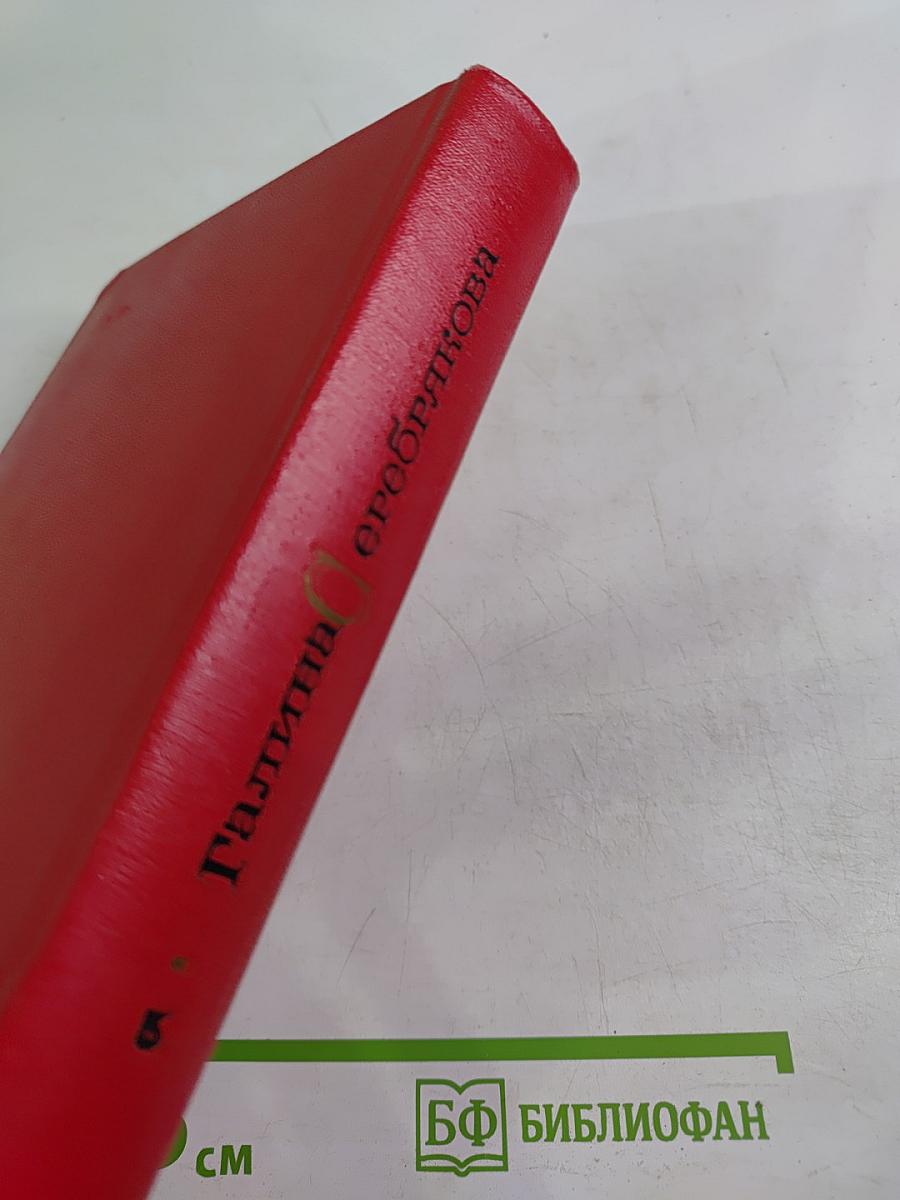 Галина Серебрякова
5
см
БФ БИБЛИОФАН